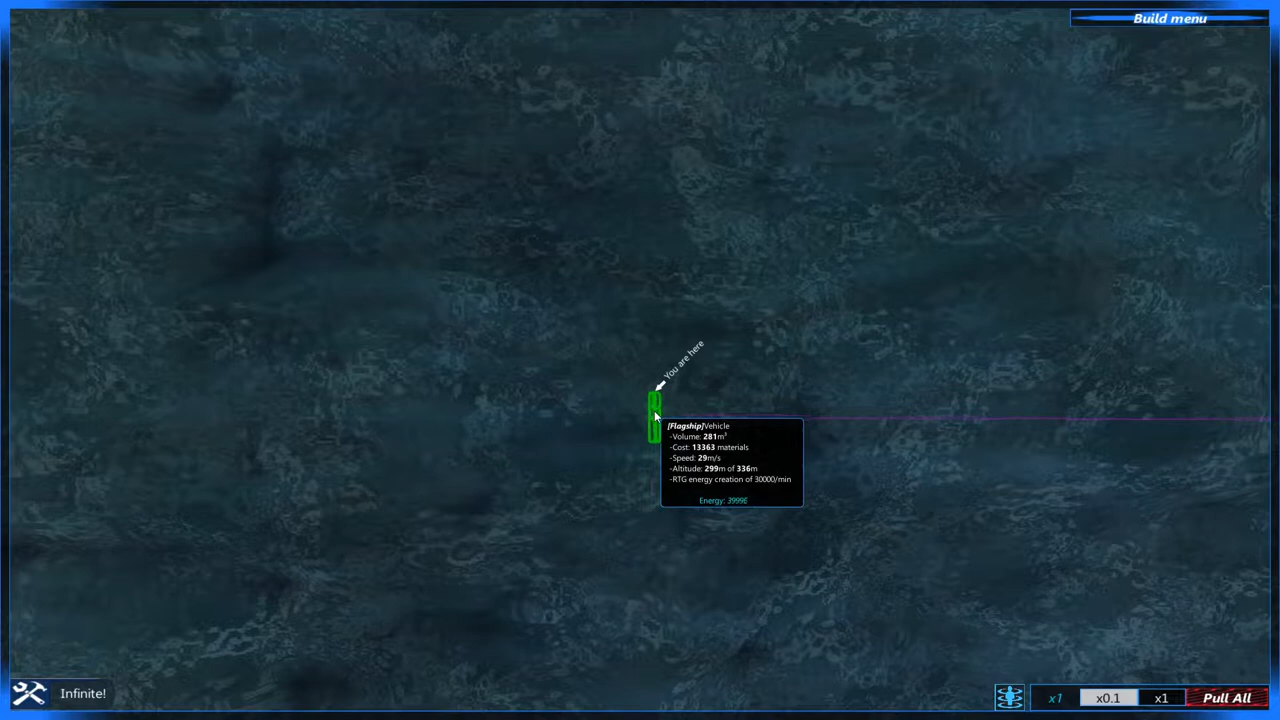 Build menu
You are here
[Flagship]Vehicle
-Volume: 281m³
-Cost: 13363 materials
-Speed: 29m/s
-Altitude: 299m of 336m
-RTG energy creation of 30000/min
Energy: 3999E
Infinite!
x1 x0.1 x1 Pull All